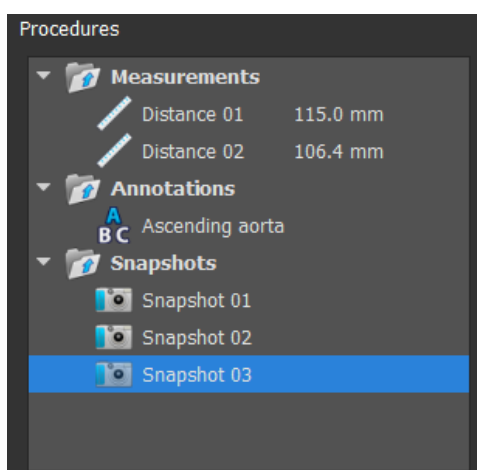 Procedures
Measurements
Distance 01 115.0 mm
Distance 02 106.4 mm
Annotations
A
B C Ascending aorta
Snapshots
Snapshot 01
Snapshot 02
Snapshot 03